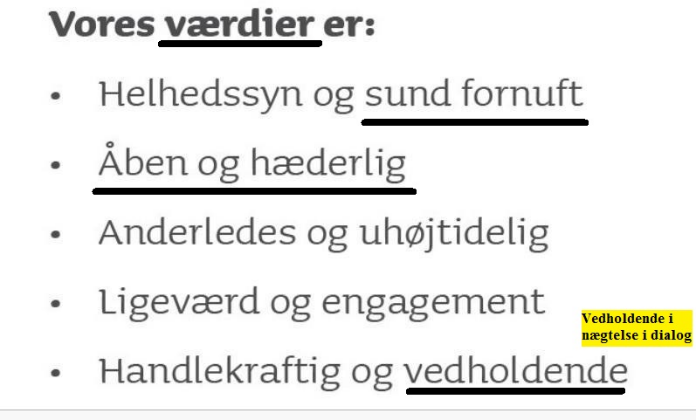 Vores værdier er:
• Helhedssyn og sund fornuft
• Åben og hæderlig
• Anderledes og uhøjtidelig
• Ligeværd og engagement
Vedholdende i
nægtelse i dialog
• Handlekraftig og vedholdende